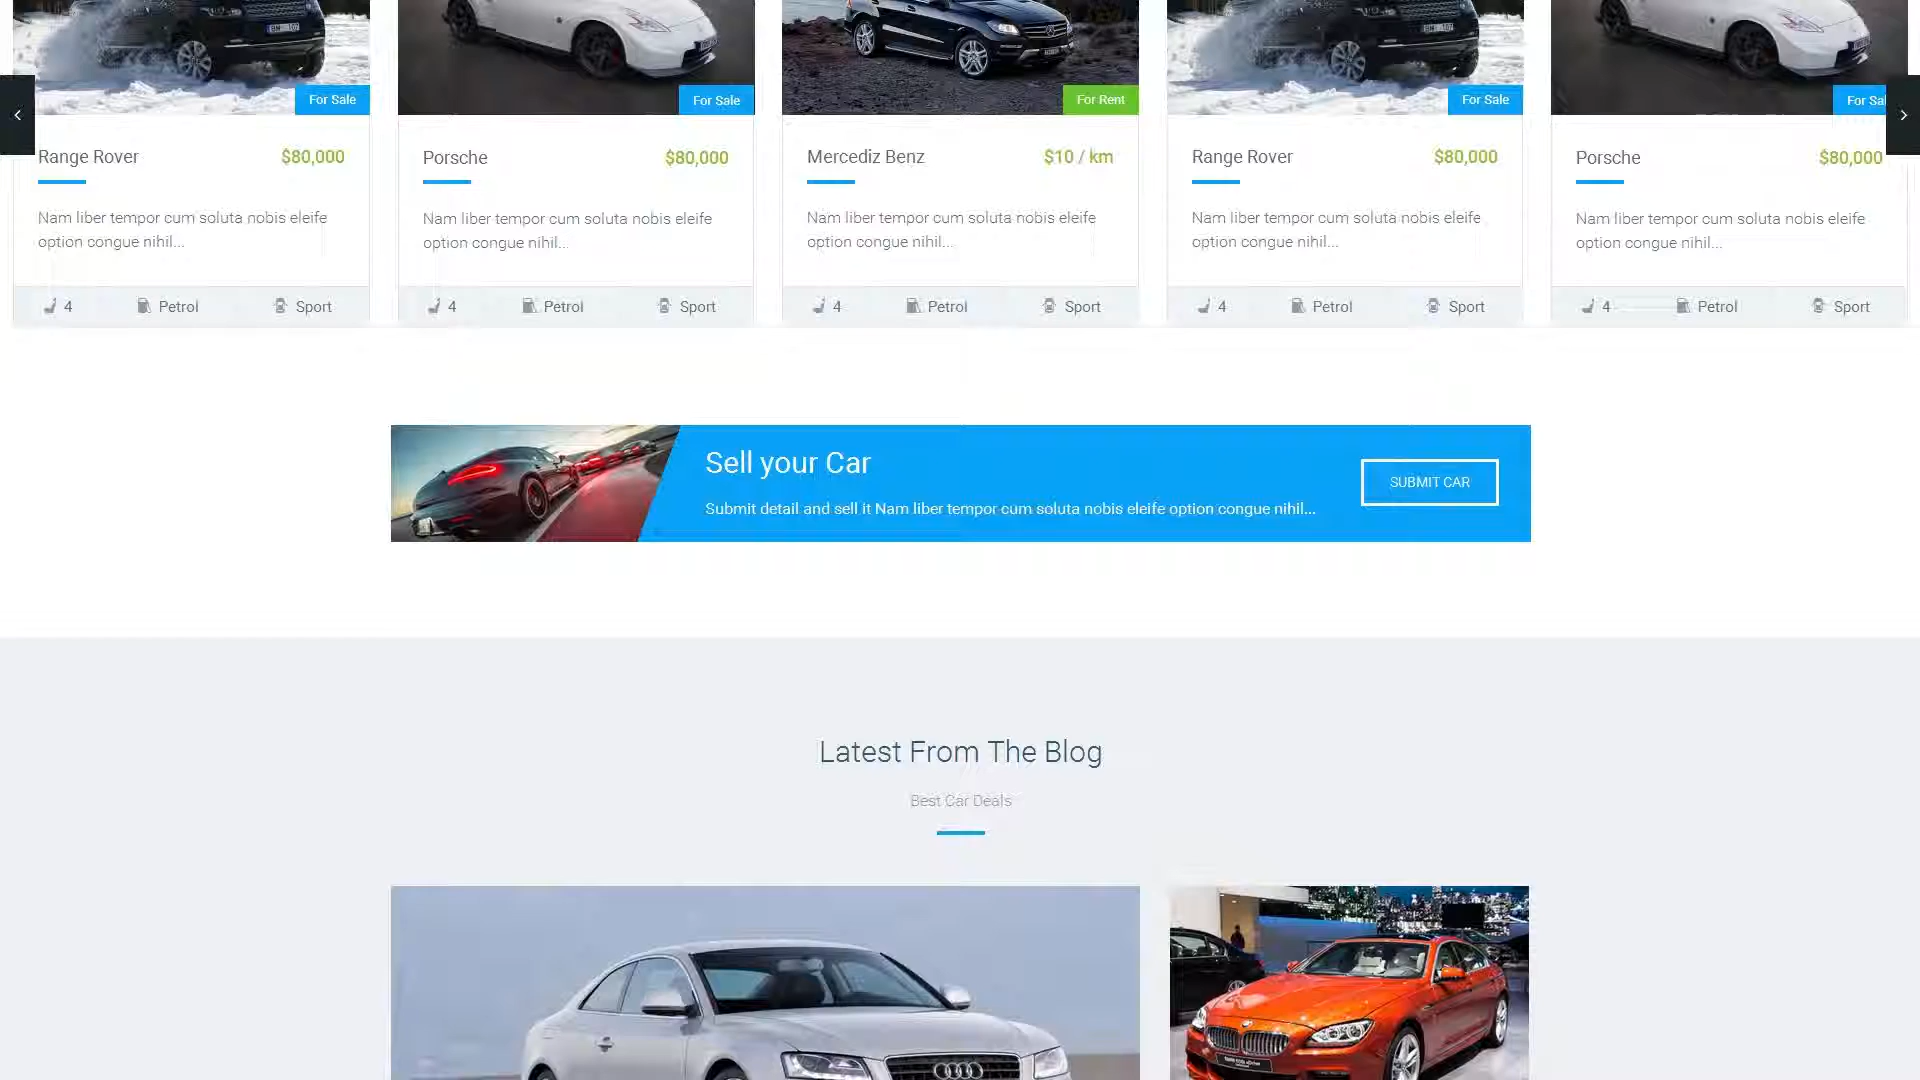 For Sale
For Sale
For Rent
For Sale
For Sal
Range Rover $80,000
Porsche $80,000
Mercediz Benz $10 / km
Range Rover $80,000
Porsche $80,000
Nam liber tempor cum soluta nobis eleife
option congue nihil...
Nam liber tempor cum soluta nobis eleife
option congue nihil...
Nam liber tempor cum soluta nobis eleife
option congue nihil...
Nam liber tempor cum soluta nobis eleife
option congue nihil...
Nam liber tempor cum soluta nobis eleife
option congue nihil...
4 Petrol Sport
4 Petrol Sport
4 Petrol Sport
4 Petrol Sport
4 Petrol Sport
Sell your Car
Submit detail and sell it Nam liber tempor cum soluta nobis eleife option congue nihil...
SUBMIT CAR
Latest From The Blog
Best Car Deals